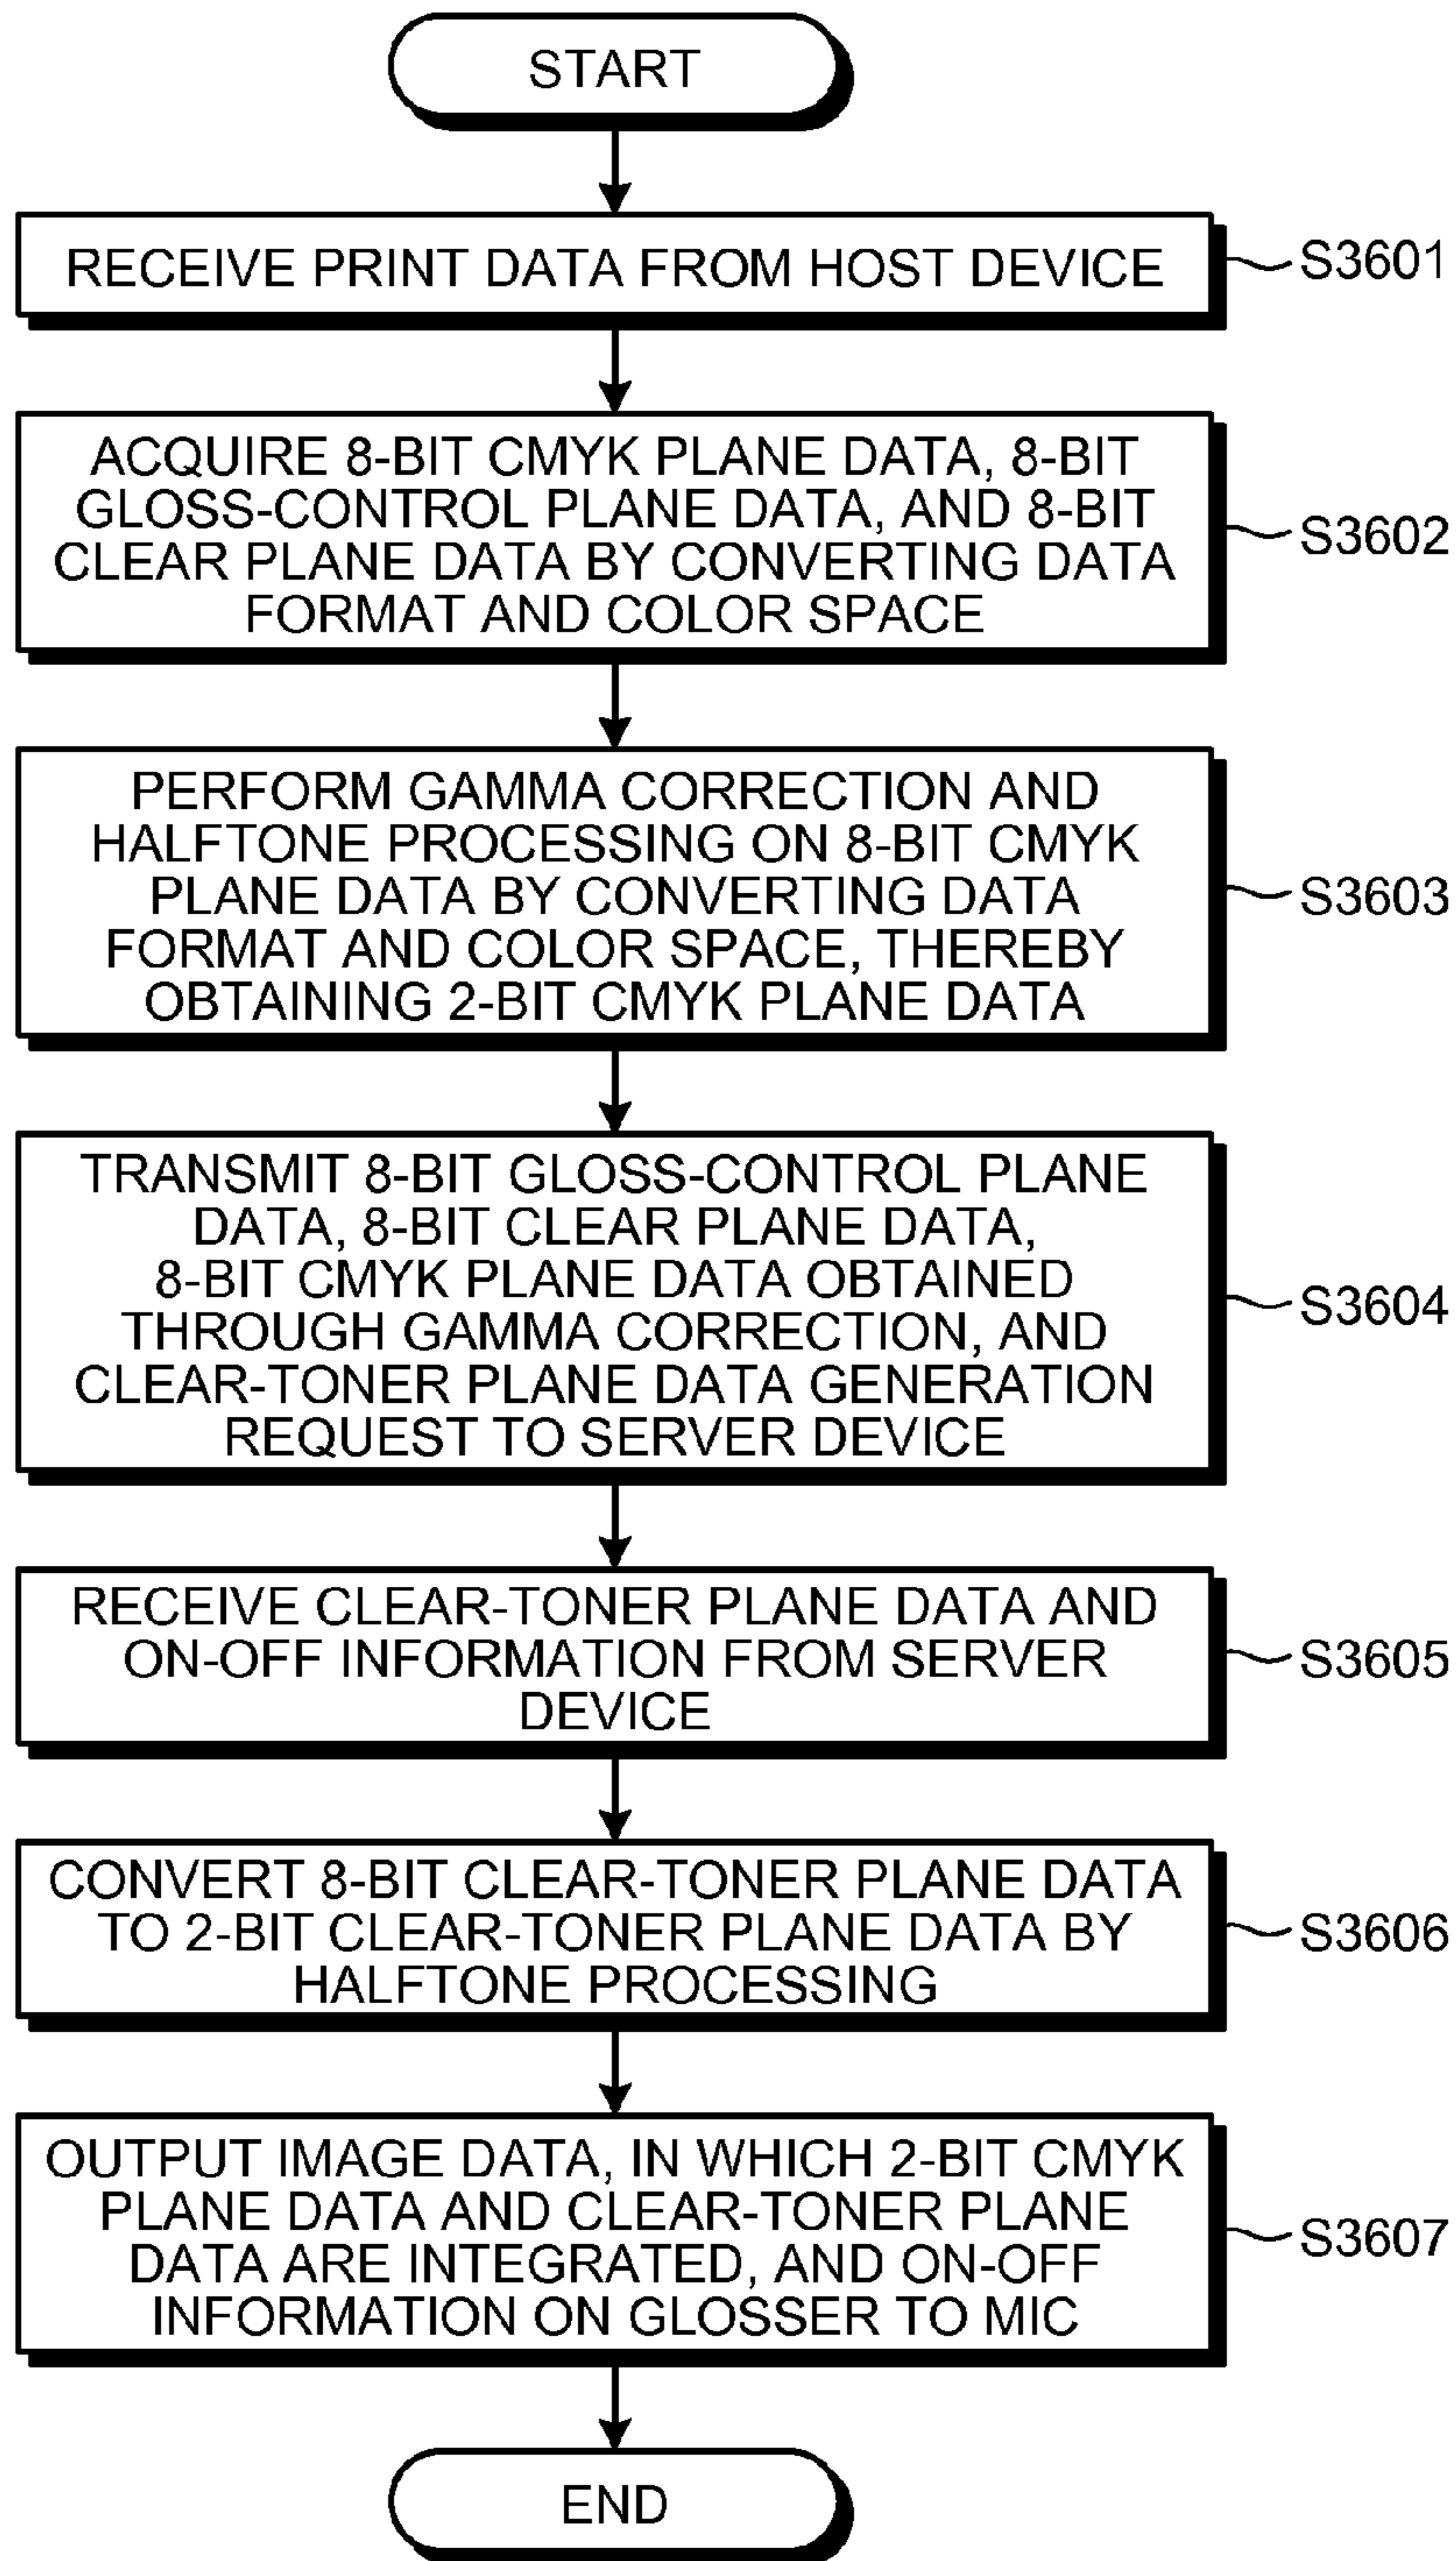 START
RECEIVE PRINT DATA FROM HOST DEVICE
S3601
ACQUIRE 8-BIT CMYK PLANE DATA, 8-BIT
GLOSS-CONTROL PLANE DATA, AND 8-BIT
CLEAR PLANE DATA BY CONVERTING DATA
FORMAT AND COLOR SPACE
S3602
PERFORM GAMMA CORRECTION AND
HALFTONE PROCESSING ON 8-BIT CMYK
PLANE DATA BY CONVERTING DATA
FORMAT AND COLOR SPACE, THEREBY
OBTAINING 2-BIT CMYK PLANE DATA
S3603
TRANSMIT 8-BIT GLOSS-CONTROL PLANE
DATA, 8-BIT CLEAR PLANE DATA,
8-BIT CMYK PLANE DATA OBTAINED
THROUGH GAMMA CORRECTION, AND
CLEAR-TONER PLANE DATA GENERATION
REQUEST TO SERVER DEVICE
S3604
RECEIVE CLEAR-TONER PLANE DATA AND
ON-OFF INFORMATION FROM SERVER
DEVICE
S3605
CONVERT 8-BIT CLEAR-TONER PLANE DATA
TO 2-BIT CLEAR-TONER PLANE DATA BY
HALFTONE PROCESSING
S3606
OUTPUT IMAGE DATA, IN WHICH 2-BIT CMYK
PLANE DATA AND CLEAR-TONER PLANE
DATA ARE INTEGRATED, AND ON-OFF
INFORMATION ON GLOSSER TO MIC
S3607
END